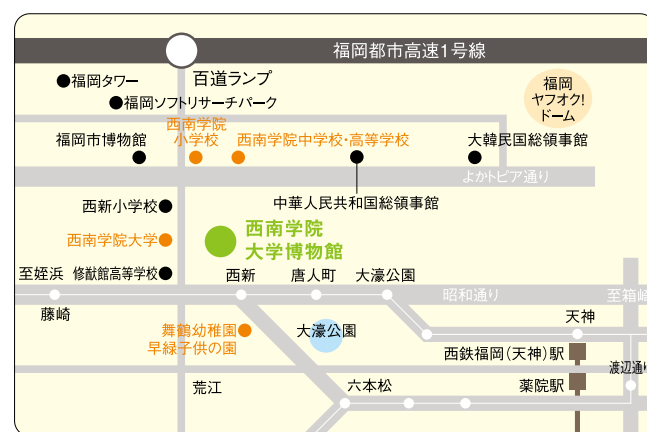 福岡都市高速1号線
福岡タワー
百道ランプ
福岡
ヤフオク!
ドーム
福岡ソフトリサーチパーク
西南学院
小学校
福岡市博物館
西南学院中学校・高等学校
大韓民国総領事館
よかトピア通り
中華人民共和国総領事館
西新小学校
西南学院
大学博物館
西南学院大学
至姪浜
修猷館高等学校
西新
唐人町
大濠公園
昭和通り
至箱崎
藤崎
天神
舞鶴幼稚園
早緑子供の園
大濠公園
西鉄福岡(天神)駅
渡辺通り
荒江
六本松
薬院駅